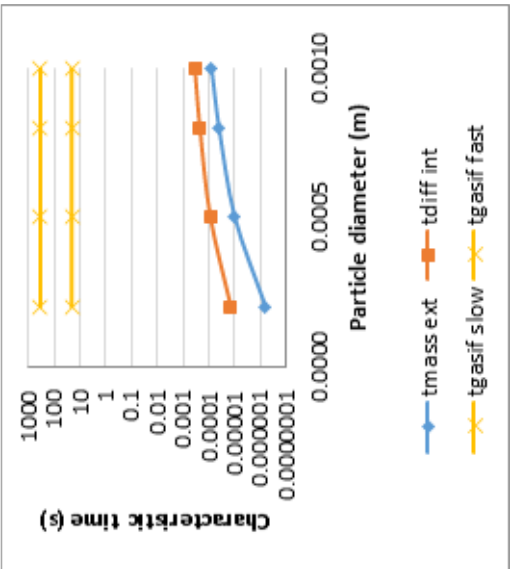 Characteristic time (s)
1000
100
10
1
0.1
0.01
0.001
0.0001
0.00001
0.000001
0.0000001
0.0000
0.0005
0.0010
Particle diameter (m)
tmass ext
tdiff int
tgasif slow
tgasif fast